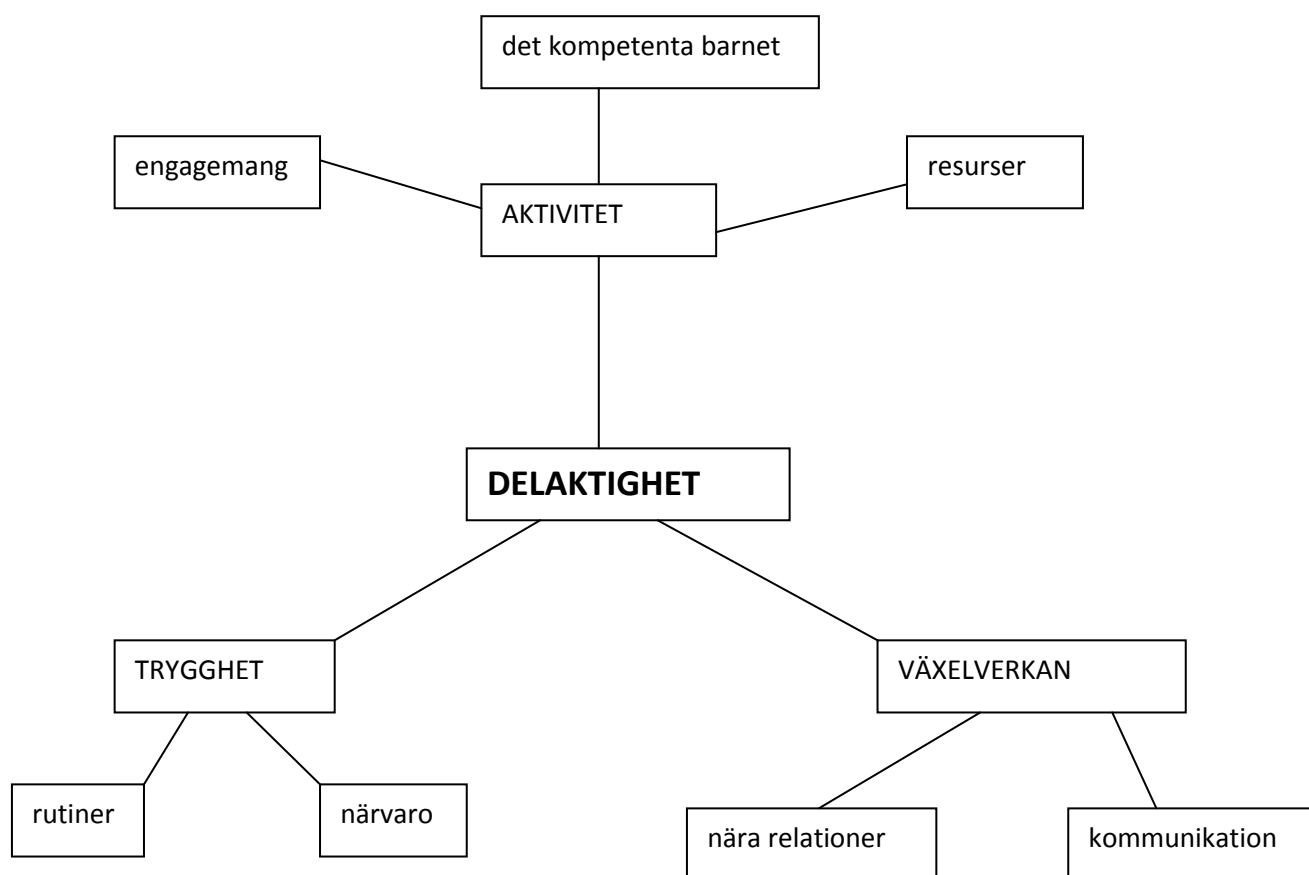 det kompetenta barnet
engagemang
resurser
AKTIVITET
DELAKTIGHET
TRYGGHET
VÄXELVERKAN
rutiner
närvaro
nära relationer
kommunikation